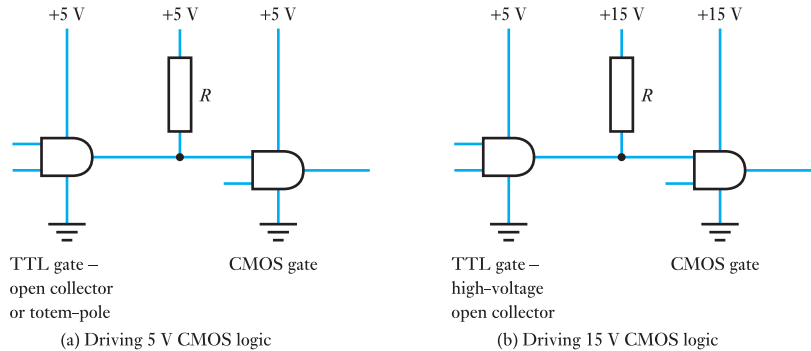 +5 V +5 V +5 V
R
TTL gate –
open collector
or totem–pole
CMOS gate
(a) Driving 5 V CMOS logic
+5 V +15 V +15 V
R
TTL gate –
high–voltage
open collector
CMOS gate
(b) Driving 15 V CMOS logic